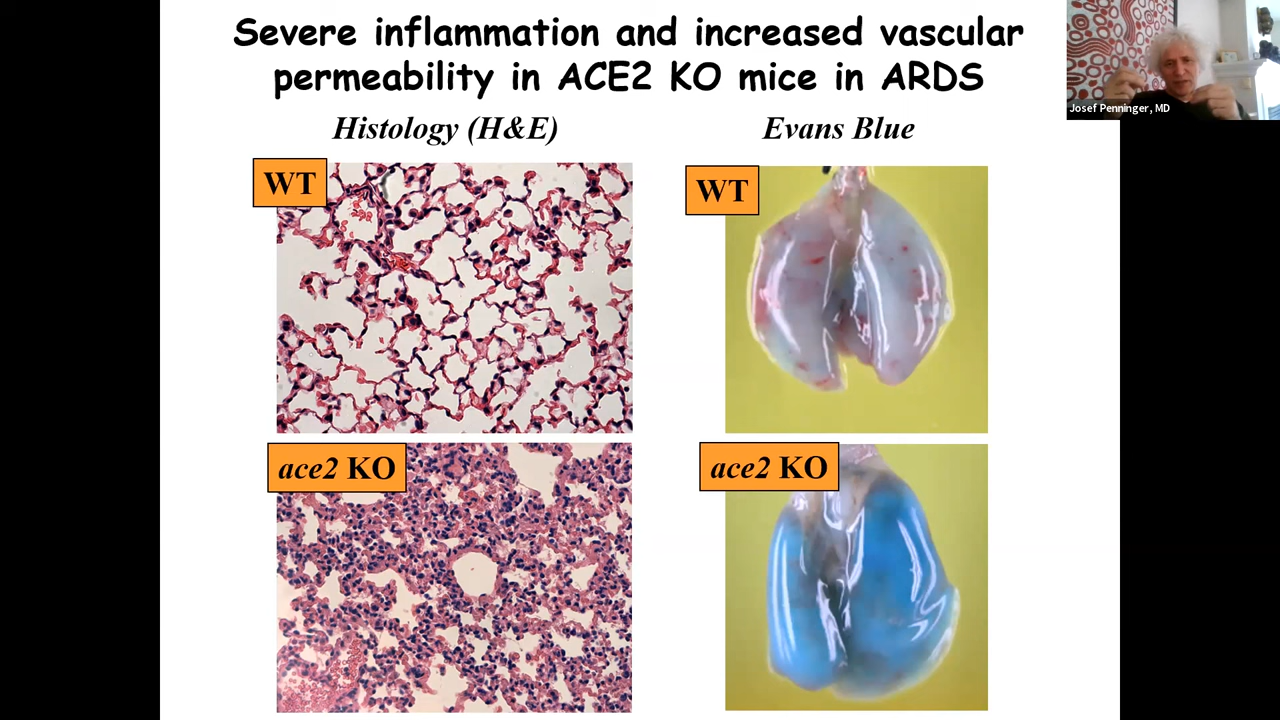 Severe inflammation and increased vascular
permeability in ACE2 KO mice in ARDS
Josef Penninger, MD
Histology (H&E)
Evans Blue
WT
WT
ace2 KO
ace2 KO